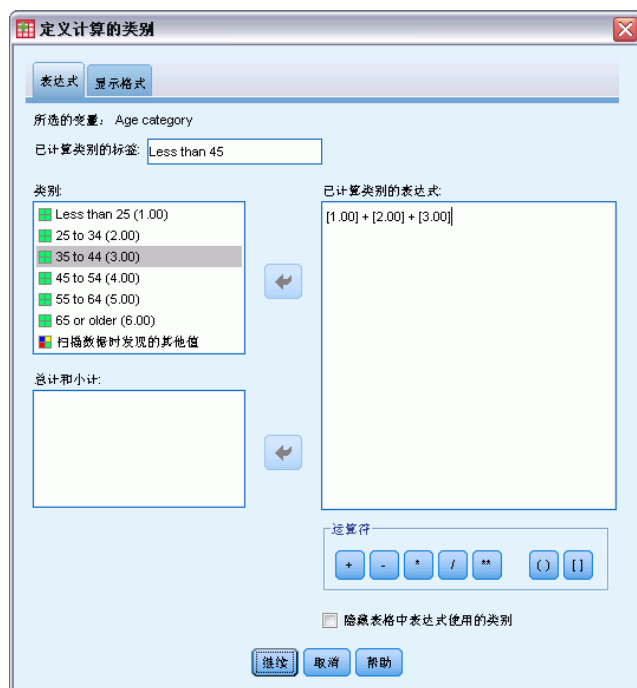 定义计算的类别
表达式 显示格式
所选的变量: Age category
已计算类别的标签: Less than 45
类别:
Less than 25 (1.00)
25 to 34 (2.00)
35 to 44 (3.00)
45 to 54 (4.00)
55 to 64 (5.00)
65 or older (6.00)
扫描数据时发现的其他值
总计和小计:
已计算类别的表达式:
[1.00] + [2.00] + [3.00]
运算符
+ - * / ** ( ) [ ]
隐藏表格中表达式使用的类别
继续 取消 帮助